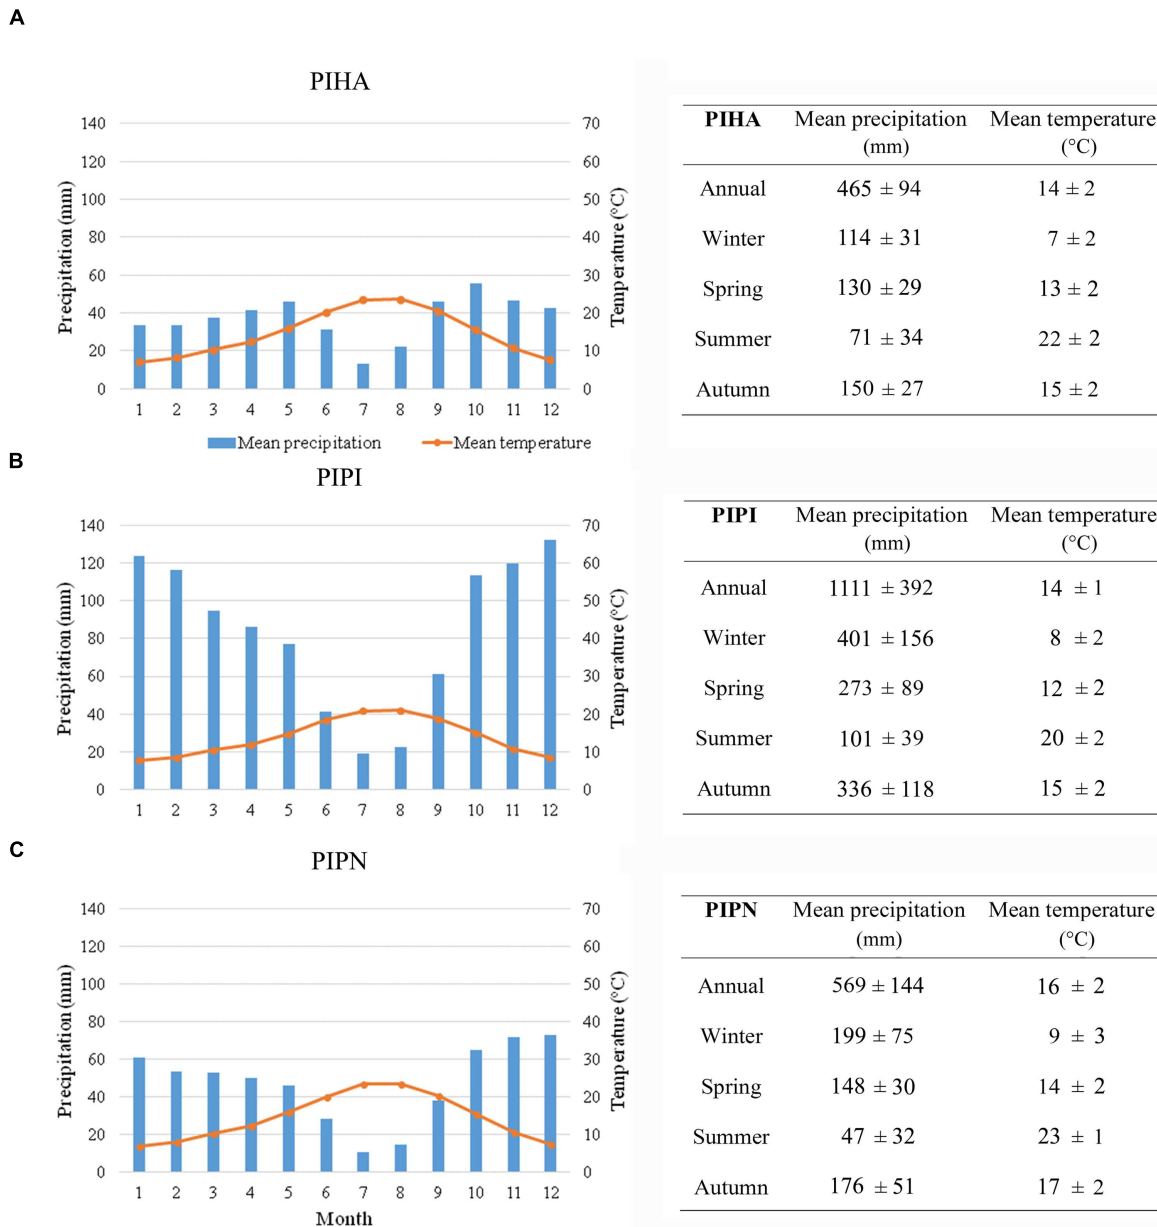 A
PIHA
140 120 100 80 60 40 20 0
Precipitation (mm)
70 60 50 40 30 20 10 0
Temperature (°C)
1 2 3 4 5 6 7 8 9 10 11 12
Mean precipitation Mean temperature
PIHA Mean precipitation (mm) Mean temperature (°C)
Annual 465 ± 94 14 ± 2
Winter 114 ± 31 7 ± 2
Spring 130 ± 29 13 ± 2
Summer 71 ± 34 22 ± 2
Autumn 150 ± 27 15 ± 2
B
PIPI
140 120 100 80 60 40 20 0
Precipitation (mm)
70 60 50 40 30 20 10 0
Temperature (°C)
1 2 3 4 5 6 7 8 9 10 11 12
PIPI Mean precipitation (mm) Mean temperature (°C)
Annual 1111 ± 392 14 ± 1
Winter 401 ± 156 8 ± 2
Spring 273 ± 89 12 ± 2
Summer 101 ± 39 20 ± 2
Autumn 336 ± 118 15 ± 2
C
PIPN
140 120 100 80 60 40 20 0
Precipitation (mm)
70 60 50 40 30 20 10 0
Temperature (°C)
1 2 3 4 5 6 7 8 9 10 11 12
Month
PIPN Mean precipitation (mm) Mean temperature (°C)
Annual 569 ± 144 16 ± 2
Winter 199 ± 75 9 ± 3
Spring 148 ± 30 14 ± 2
Summer 47 ± 32 23 ± 1
Autumn 176 ± 51 17 ± 2